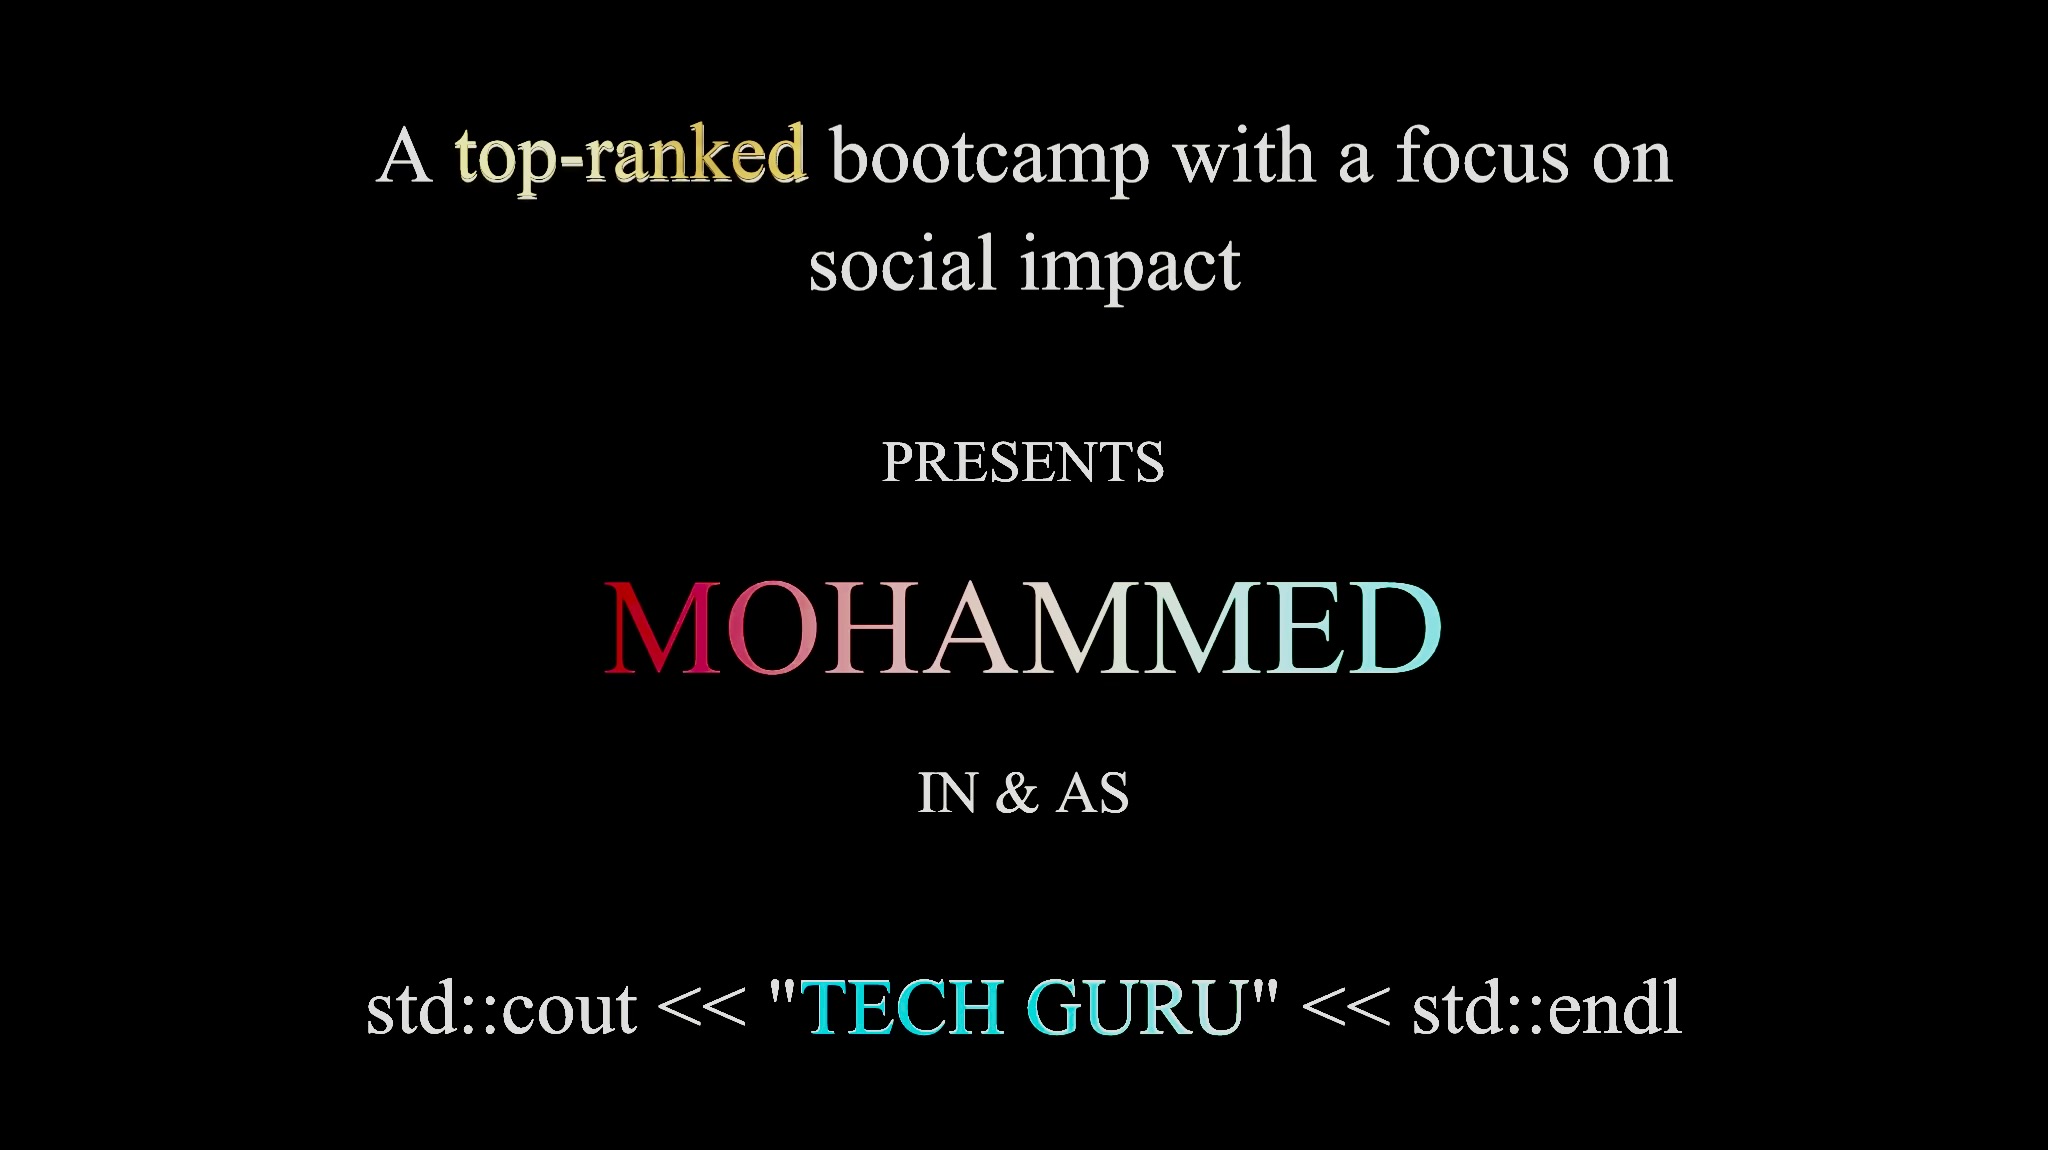 A top-ranked bootcamp with a focus on
social impact
PRESENTS
MOHAMMED
IN & AS
std::cout << "TECH GURU" << std::endl